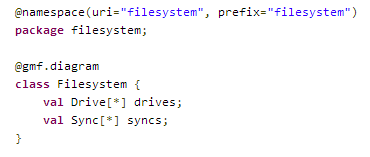 @namespace(uri="filesystem", prefix="filesystem")
package filesystem;

@gmf.diagram
class Filesystem {
    val Drive[*] drives;
    val Sync[*] syncs;
}